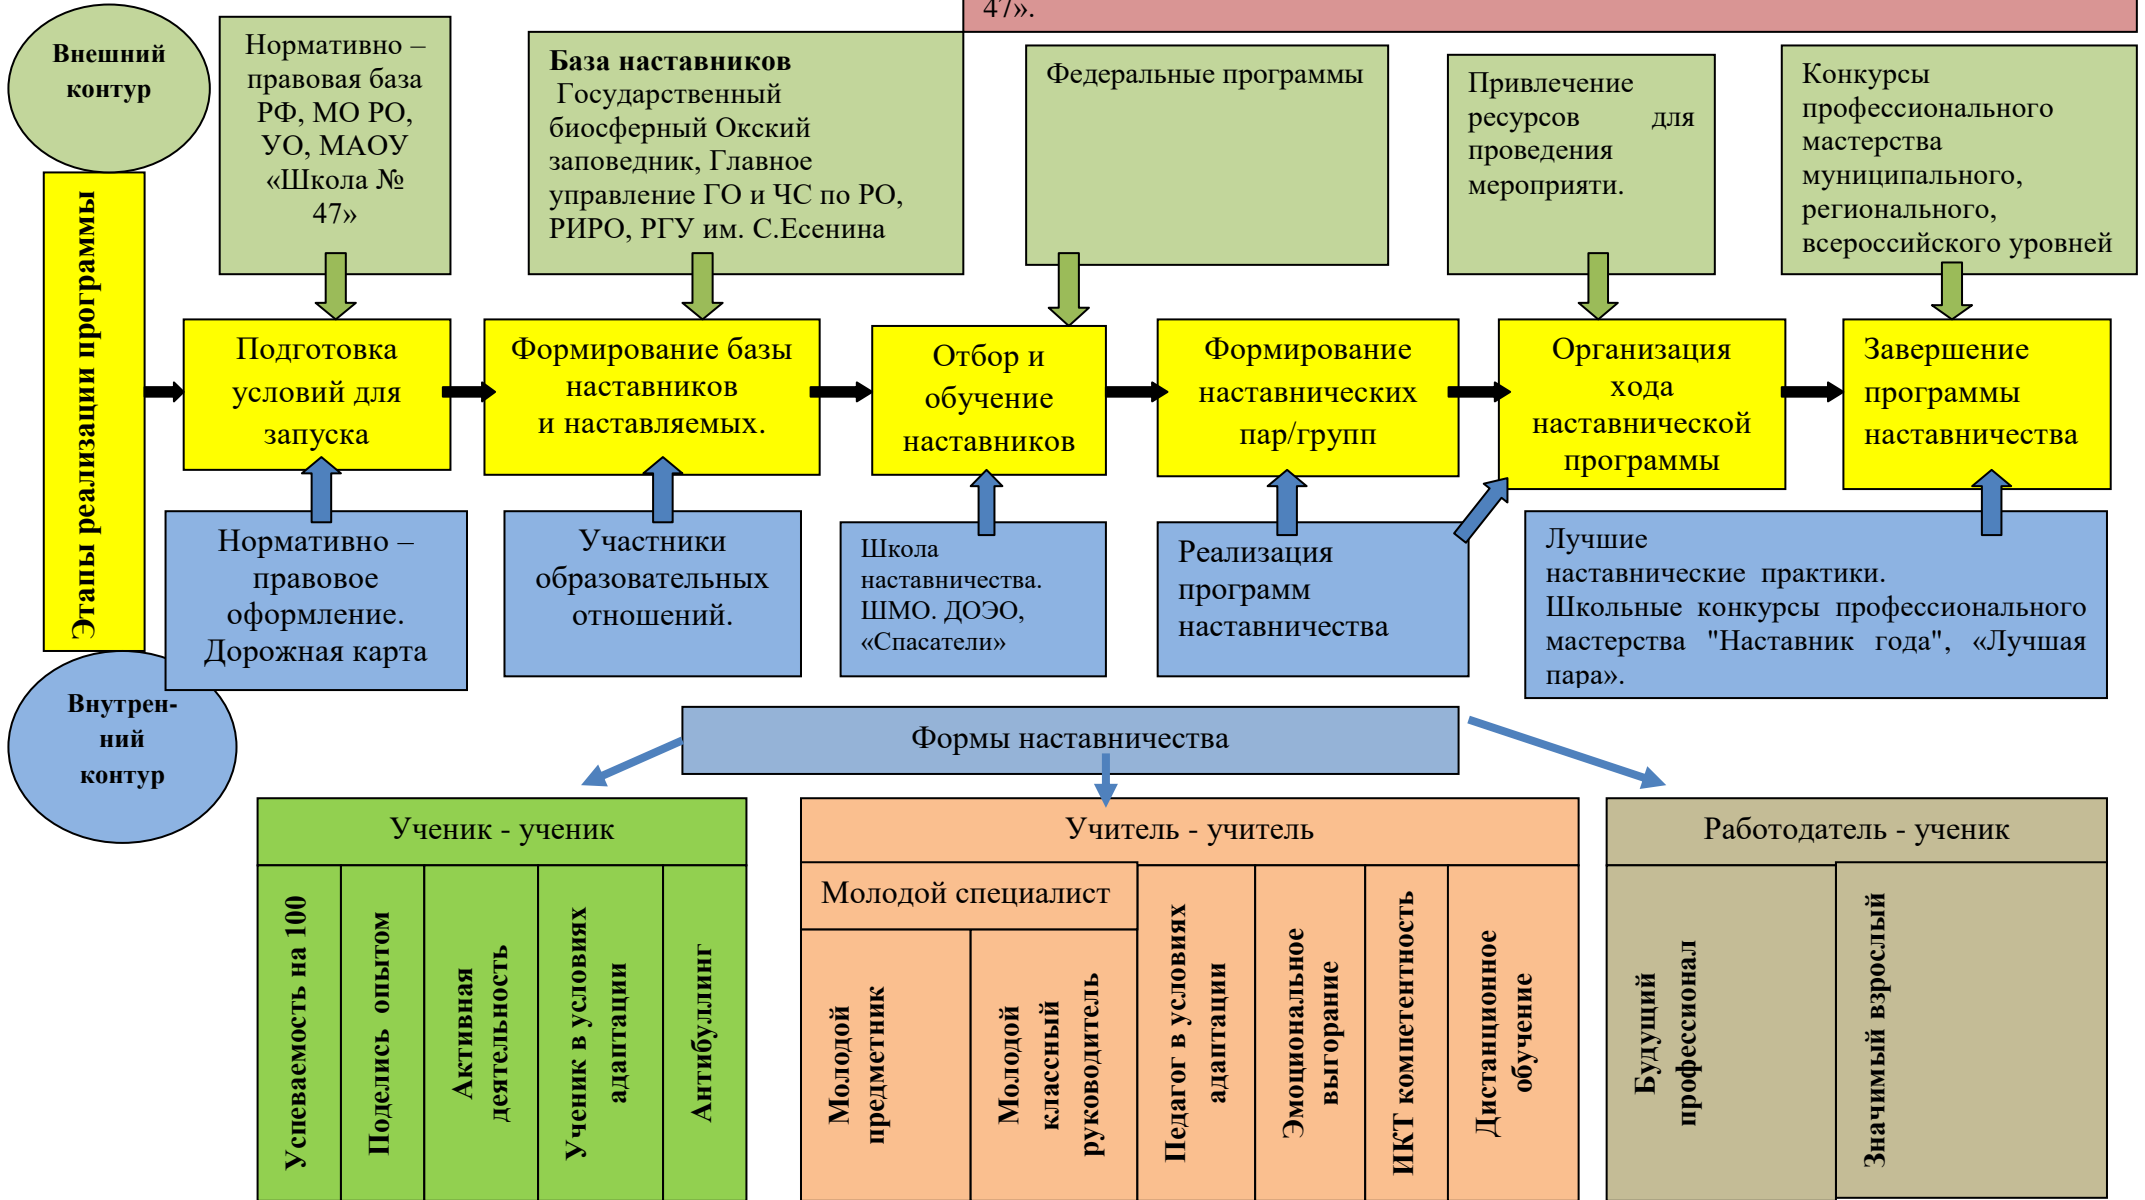 47».
Внешний
контур
Нормативно –
правовая база
РФ, МО РО,
УО, МАОУ
«Школа №
47»
База наставников
Государственный
биосферный Окский
заповедник, Главное
управление ГО и ЧС по РО,
РИРО, РГУ им. С.Есенина
Федеральные программы
Привлечение
ресурсов для
проведения
мероприяти.
Конкурсы
профессионального
мастерства
муниципального,
регионального,
всероссийского уровней
Этапы реализации программы
Подготовка
условий для
запуска
Формирование базы
наставников
и наставляемых.
Отбор и
обучение
наставников
Формирование
наставнических
пар/групп
Организация
хода
наставнической
программы
Завершение
программы
наставничества
Нормативно –
правовое
оформление.
Дорожная карта
Участники
образовательных
отношений.
Школа
наставничества.
ШМО. ДОЭО,
«Спасатели»
Реализация
программ
наставничества
Лучшие
наставнические практики.
Школьные конкурсы профессионального
мастерства "Наставник года", «Лучшая
пара».
Внутрен-
ний
контур
Формы наставничества
Ученик - ученик
Успеваемость на 100
Поделись опытом
Активная
деятельность
Ученик в условиях
адаптации
Антибуллинг
Учитель - учитель
Молодой специалист
Молодой
предметник
Молодой
классный
руководитель
Педагог в условиях
адаптации
Эмоциональное
выгорание
ИКТ компетентность
Дистанционное
обучение
Работодатель - ученик
Будущий
профессионал
Значимый взрослый